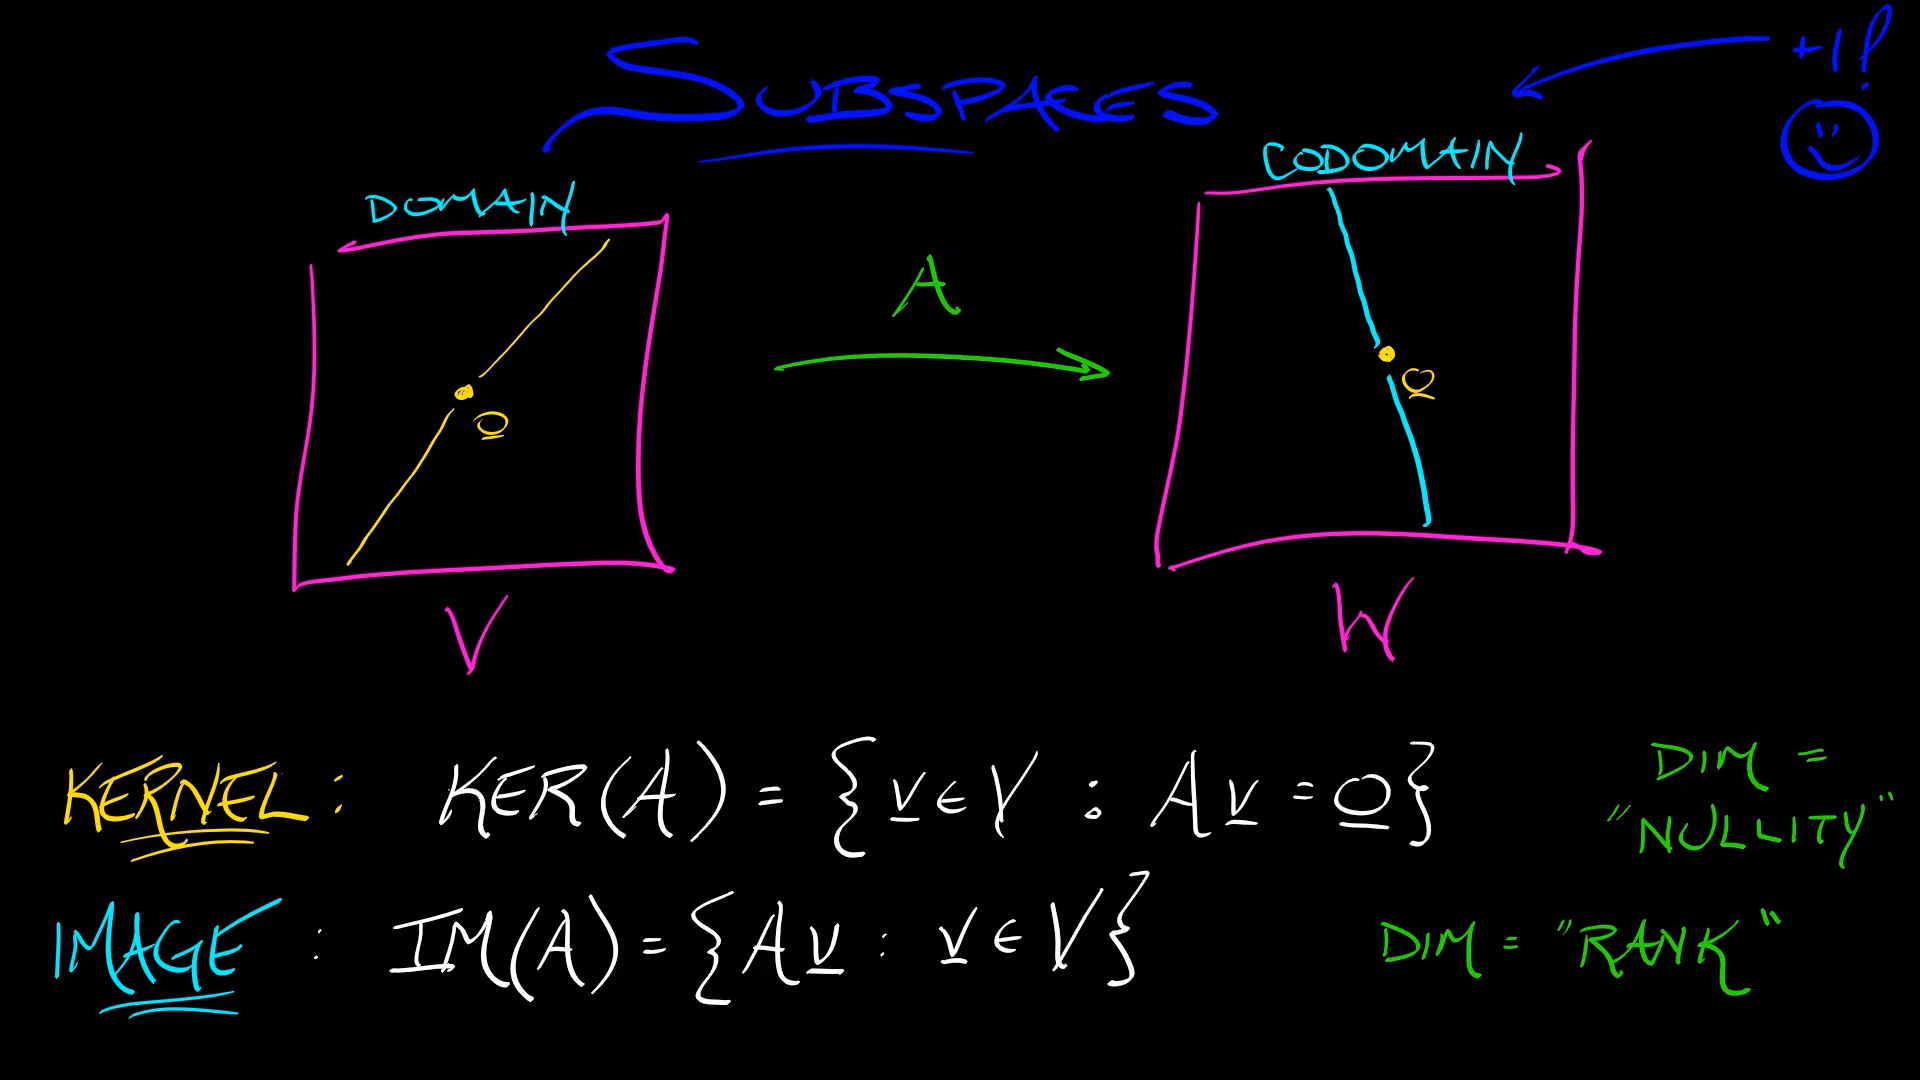 SUBSPACES
+1!
CODOMAIN
DOMAIN
A
0
0
V
W
KERNEL: KER(A) = {v ∈ V : Av = 0}
DIM =
"NULLITY"
IMAGE: IM(A) = {Av : v ∈ V}
DIM = "RANK"